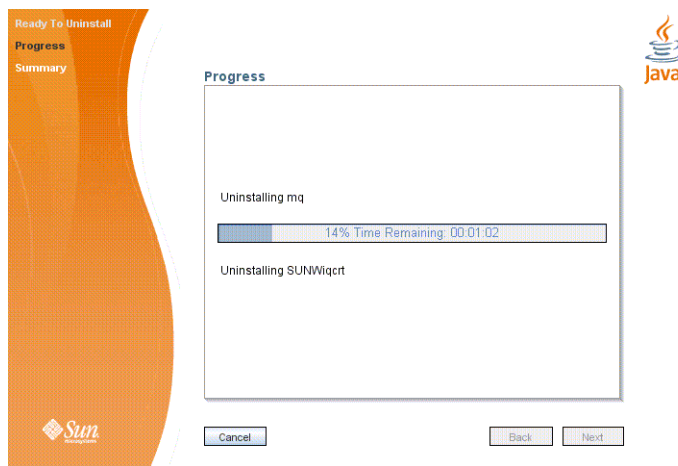 Ready To Uninstall
Progress
Summary
Java
Progress
Uninstalling mq
14% Time Remaining: 00:01:02
Uninstalling SUNWiqcrt
Sun
microsystems
Cancel
Back
Next